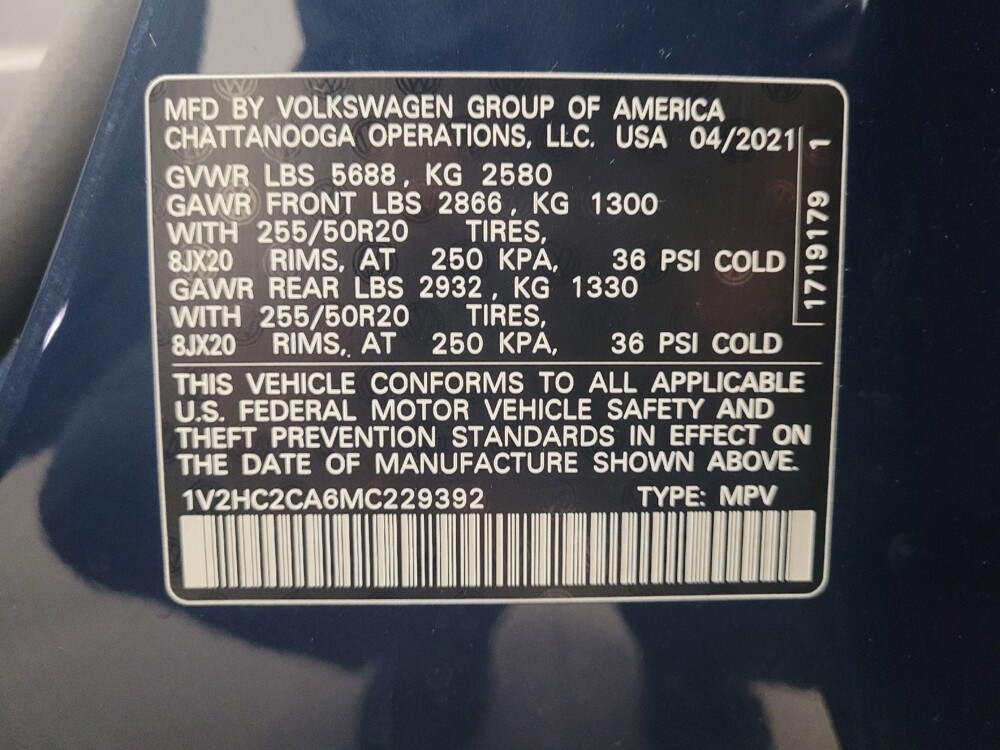 MFD BY VOLKSWAGEN GROUP OF AMERICA
CHATTANOOGA OPERATIONS, LLC. USA 04/2021
GVWR LBS 5688, KG 2580
GAWR FRONT LBS 2866, KG 1300
WITH 255/50R20 TIRES,
8JX20 RIMS, AT 250 KPA, 36 PSI COLD
GAWR REAR LBS 2932, KG 1330
WITH 255/50R20 TIRES,
8JX20 RIMS, AT 250 KPA, 36 PSI COLD
1719179 1
THIS VEHICLE CONFORMS TO ALL APPLICABLE
U.S. FEDERAL MOTOR VEHICLE SAFETY AND
THEFT PREVENTION STANDARDS IN EFFECT ON
THE DATE OF MANUFACTURE SHOWN ABOVE.
1V2HC2CA6MC229392 TYPE: MPV